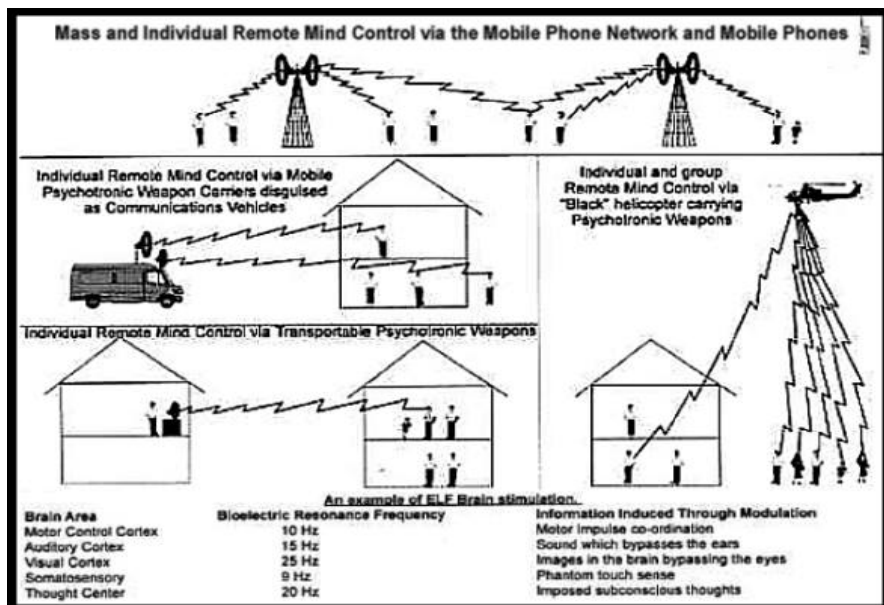 Mass and Individual Remote Mind Control via the Mobile Phone Network and Mobile Phones
Individual Remote Mind Control via Mobile
Psychotronic Weapon Carriers disguised
as Communications Vehicles
Individual and group
Remote Mind Control via
"Black" helicopter carrying
Psychotronic Weapons
Individual Remote Mind Control via Transportable Psychotronic Weapons
An example of ELF Brain stimulation.
Brain Area Bioelectric Resonance Frequency Information Induced Through Modulation
Motor Control Cortex 10 Hz Motor Impulse co-ordination
Auditory Cortex 15 Hz Sound which bypasses the ears
Visual Cortex 25 Hz Images in the brain bypassing the eyes
Somatosensory 9 Hz Phantom touch sense
Thought Center 20 Hz Imposed subconscious thoughts